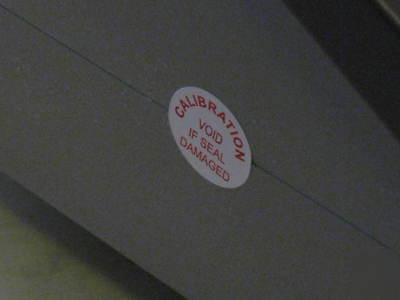 CALIBRATION
VOID
IF SEAL
DAMAGED